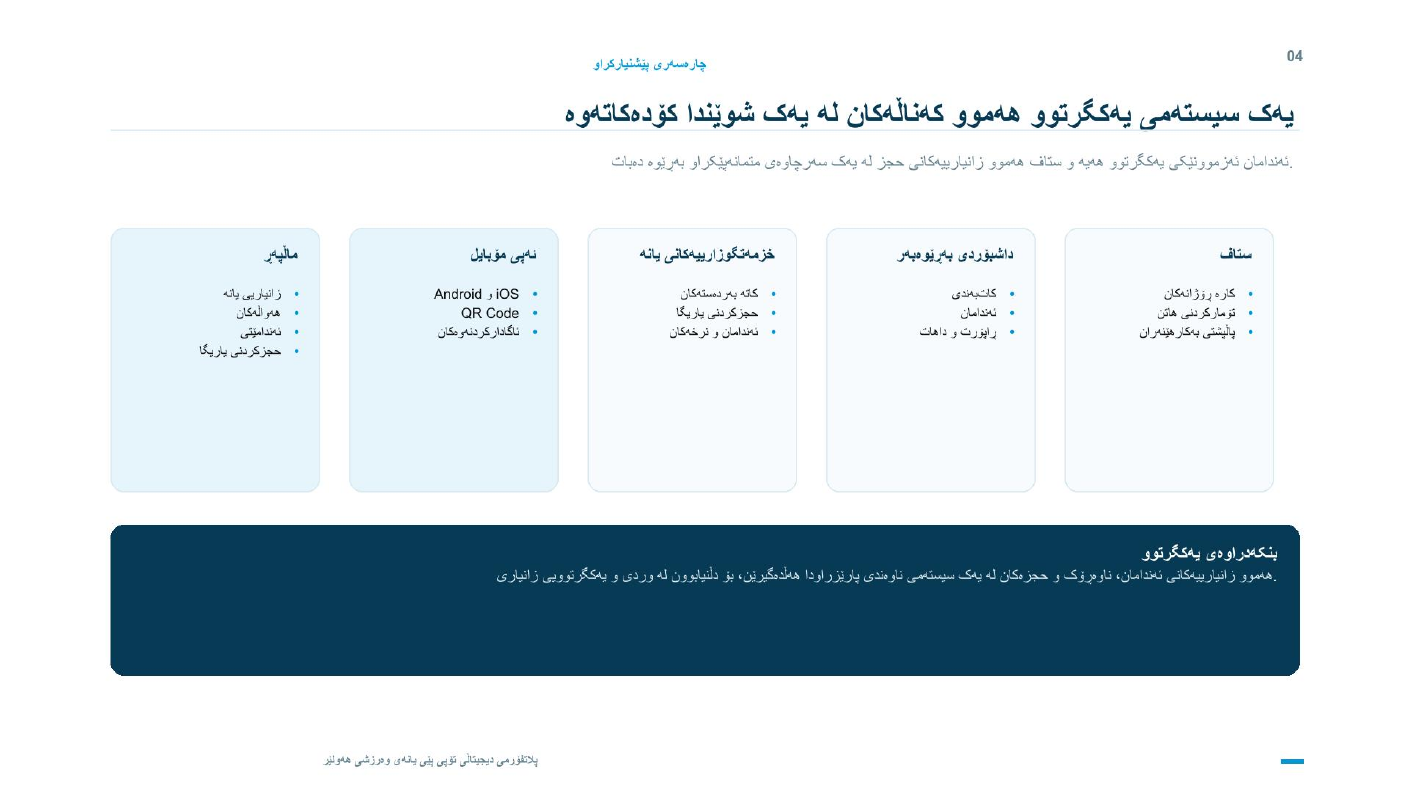 04
چارەسەری پێشنیارکراو
یەک سیستەمی یەکگرتوو هەموو کەناڵەکان لە یەک شوێندا کۆدەکاتەوە
ئەندامان ئەزموونێکی یەکگرتوو هەیە و ستاف هەموو زانیارییەکانی حجز لە یەک سەرچاوەی متمانەپێکراو بەڕێوە دەبات.
ستاف
• کارە ڕۆژانەکان
• تۆمارکردنی هاتن
• پاڵپشتی بەکارهێنەران
داشبۆردی بەڕێوەبەر
• کات‌بەندی
• ئەندامان
• ڕاپۆرت و داهات
خزمەتگوزارییەکانی یانە
• کاتە بەردەستەکان
• حجزکردنی یاریگا
• ئەندامان و نرخەکان
ئەپی مۆبایل
• iOS و Android
• QR Code
• ئاگادارکردنەوەکان
ماڵپەڕ
• زانیاریی یانە
• هەواڵەکان
• ئەندامێتی
• حجزکردنی یاریگا
بنکەدراوەی یەکگرتوو
هەموو زانیارییەکانی ئەندامان، ناوەڕۆک و حجزەکان لە یەک سیستەمی ناوەندی پارێزراودا هەڵدەگیرێن، بۆ دڵنیابوون لە وردی و یەکگرتوویی زانیاری.
پلاتفۆرمی دیجیتاڵی تۆپی پێی یانەی وەرزشی هەولێر